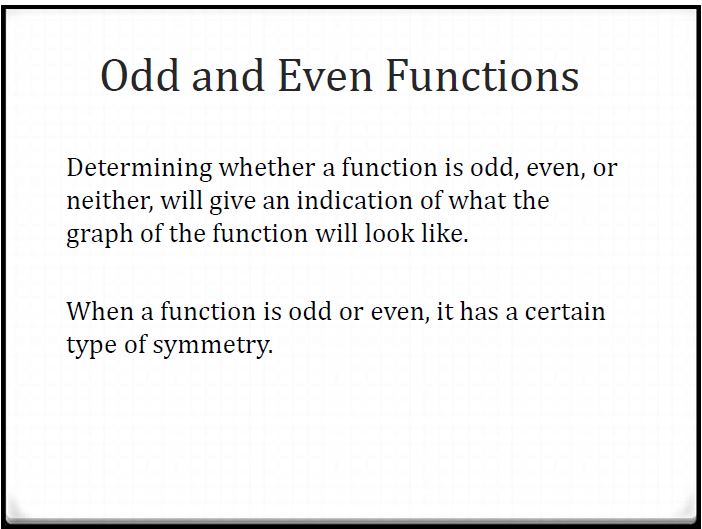 Odd and Even Functions
Determining whether a function is odd, even, or
neither, will give an indication of what the
graph of the function will look like.
When a function is odd or even, it has a certain
type of symmetry.